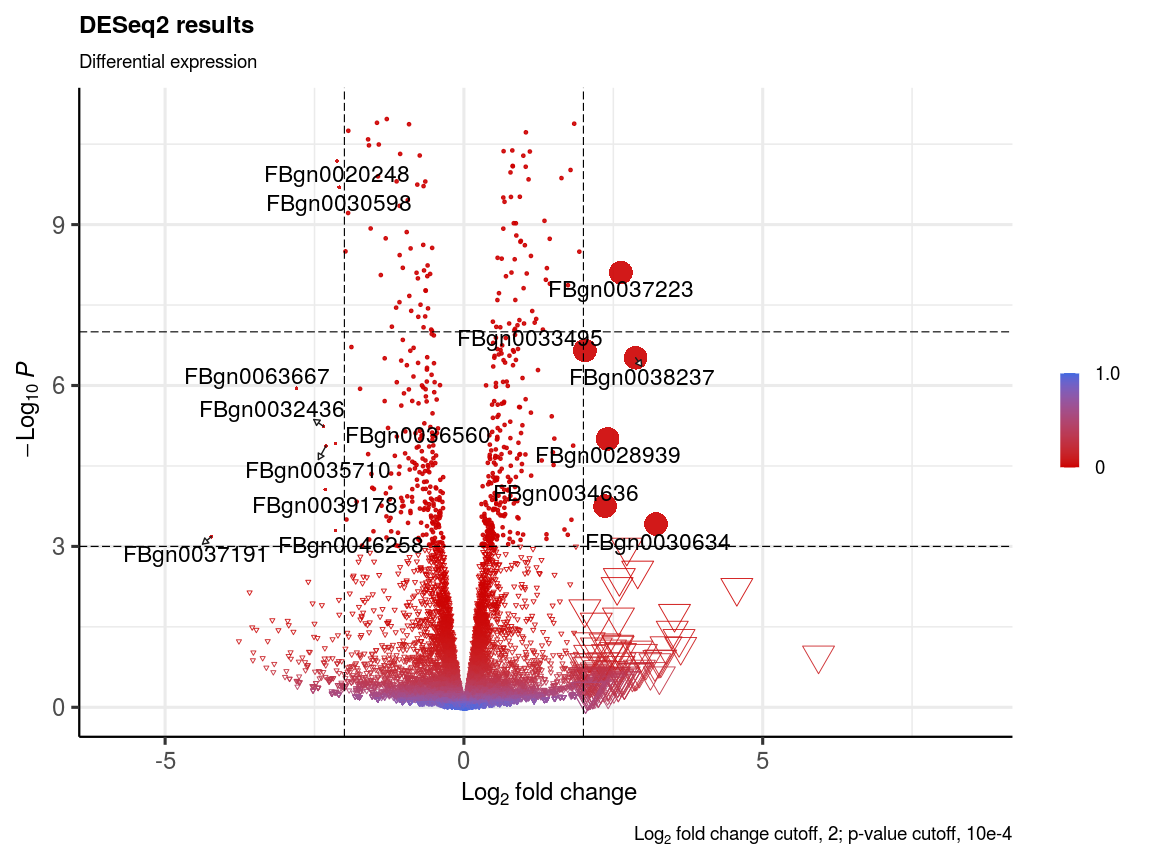 DESeq2 results
Differential expression
−Log10 P
9
6
3
0
FBgn0020248
FBgn0030598
FBgn0037223
FBgn0033495
FBgn0038237
FBgn0063667
FBgn0032436
FBgn0036560
FBgn0028939
FBgn0035710
FBgn0034636
FBgn0039178
FBgn0030634
FBgn0046258
FBgn0037191
1.0
0
-5
0
5
Log2 fold change
Log2 fold change cutoff, 2; p-value cutoff, 10e-4